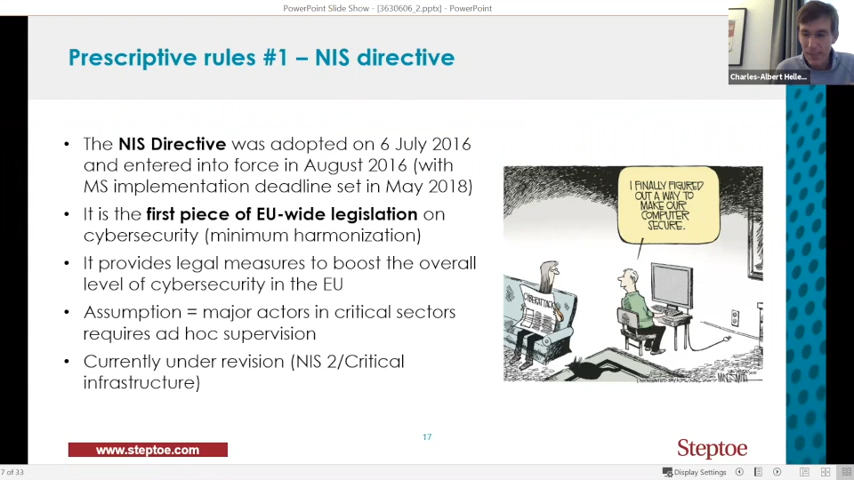 PowerPoint Slide Show - [3630606_2.pptx] - PowerPoint
Prescriptive rules #1 – NIS directive
Charles-Albert Helle...
• The NIS Directive was adopted on 6 July 2016
and entered into force in August 2016 (with
MS implementation deadline set in May 2018)
• It is the first piece of EU-wide legislation on
cybersecurity (minimum harmonization)
• It provides legal measures to boost the overall
level of cybersecurity in the EU
• Assumption = major actors in critical sectors
requires ad hoc supervision
• Currently under revision (NIS 2/Critical
infrastructure)
I FINALLY FIGURED
OUT A WAY TO
MAKE OUR
COMPUTER
SECURE.
CYBERATTACK
17
www.steptoe.com
Steptoe
7 of 33
Display Settings